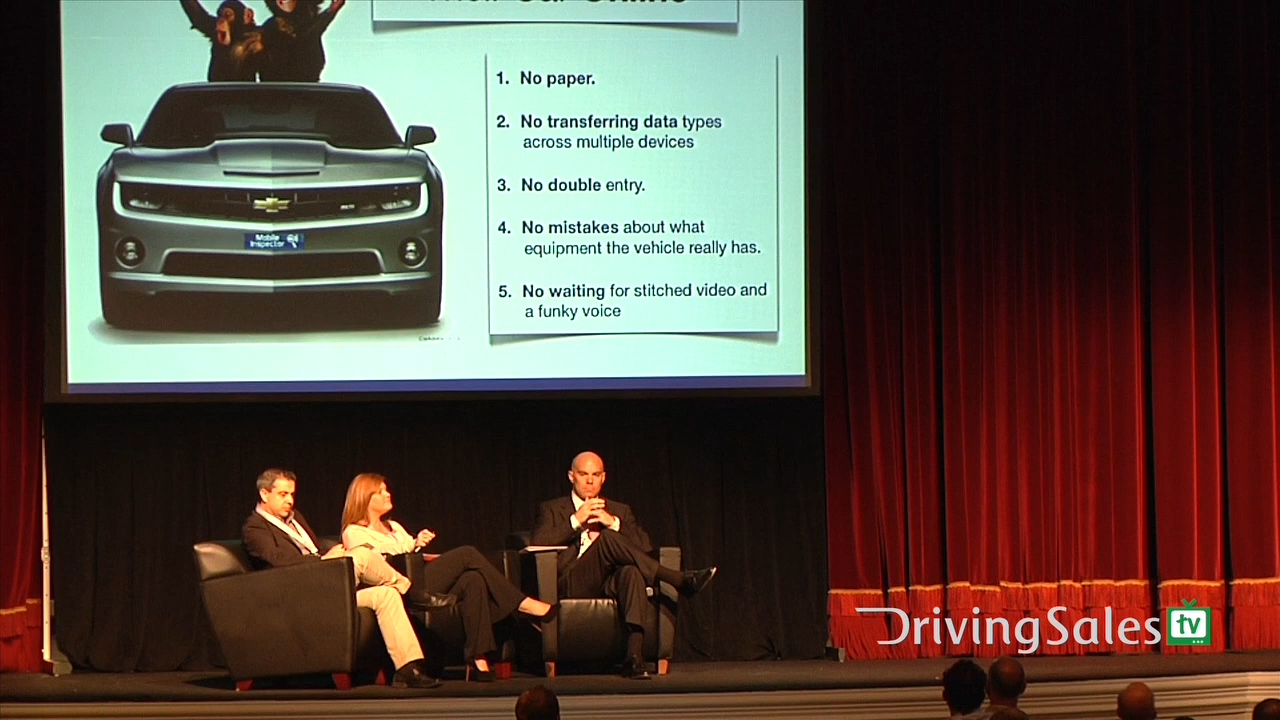 1. No paper.
2. No transferring data types
across multiple devices
3. No double entry.
4. No mistakes about what
equipment the vehicle really has.
5. No waiting for stitched video and
a funky voice
Mobile
Inspector
DrivingSales tv